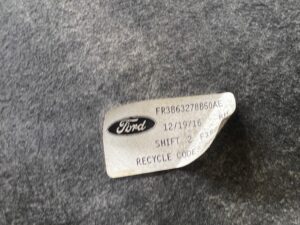 FR3B63278B50AE
Ford
12/19/16
SHIFT 2
RECYCLE CODE: